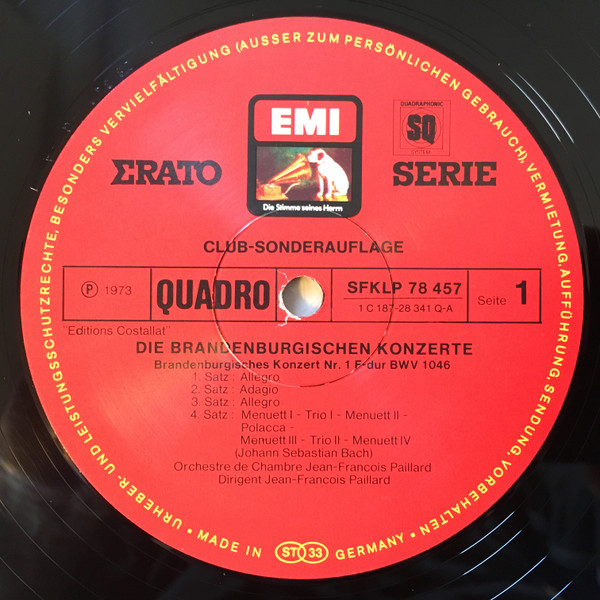 URHEBER- UND LEISTUNGSSCHUTZRECHTE, BESONDERS VERVIELFÄLTIGUNG (AUSSER ZUM PERSÖNLICHEN GEBRAUCH), VERMIETUNG, AUFFÜHRUNG, SENDUNG, VORBEHALTEN •
EMI
Die Stimme seines Herrn
QUADRAPHONIC
SQ
SYSTEM
ΣRATO SERIE
CLUB-SONDERAUFLAGE
℗ 1973
QUADRO
SFKLP 78 457
1 C 187-28 341 Q-A
Seite 1
"Editions Costallat"
DIE BRANDENBURGISCHEN KONZERTE
Brandenburgisches Konzert Nr. 1 F-dur BWV 1046
1. Satz : Allegro
2. Satz : Adagio
3. Satz : Allegro
4. Satz : Menuett I - Trio I - Menuett II -
Polacca -
Menuett III - Trio II - Menuett IV
(Johann Sebastian Bach)
Orchestre de Chambre Jean-Francois Paillard
Dirigent Jean-Francois Paillard
• MADE IN ST 33 GERMANY •